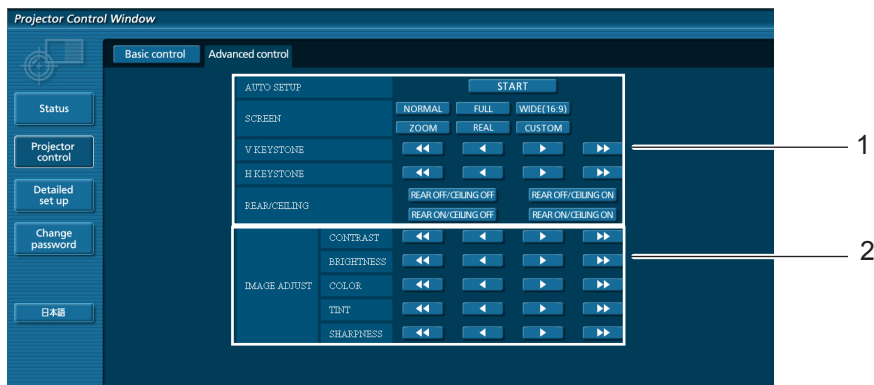 Projector Control Window
Basic control Advanced control
Status
Projector control
Detailed set up
Change password
日本語
AUTO SETUP START
SCREEN NORMAL FULL WIDE(16:9)
ZOOM REAL CUSTOM
V KEYSTONE
H KEYSTONE
REAR/CEILING REAR OFF/CEILING OFF REAR OFF/CEILING ON
REAR ON/CEILING OFF REAR ON/CEILING ON
IMAGE ADJUST
CONTRAST
BRIGHTNESS
COLOR
TINT
SHARPNESS
1
2